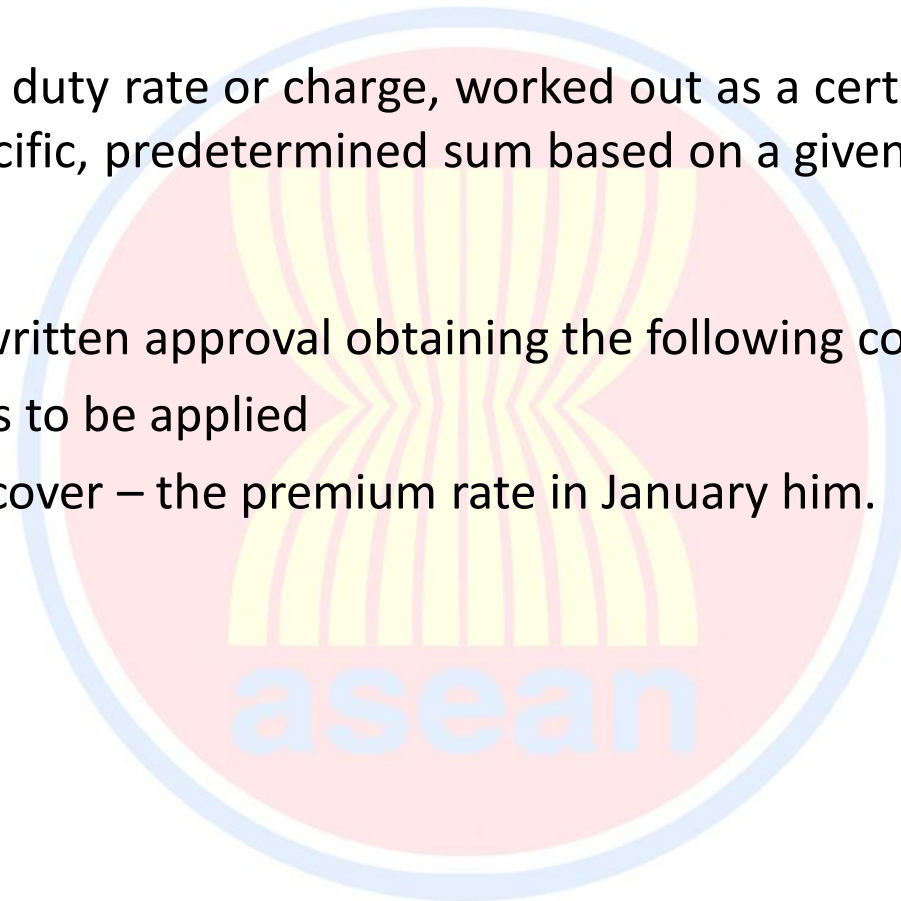 duty rate or charge, worked out as a cert
cific, predetermined sum based on a given
written approval obtaining the following co
s to be applied
cover – the premium rate in January him.
asean